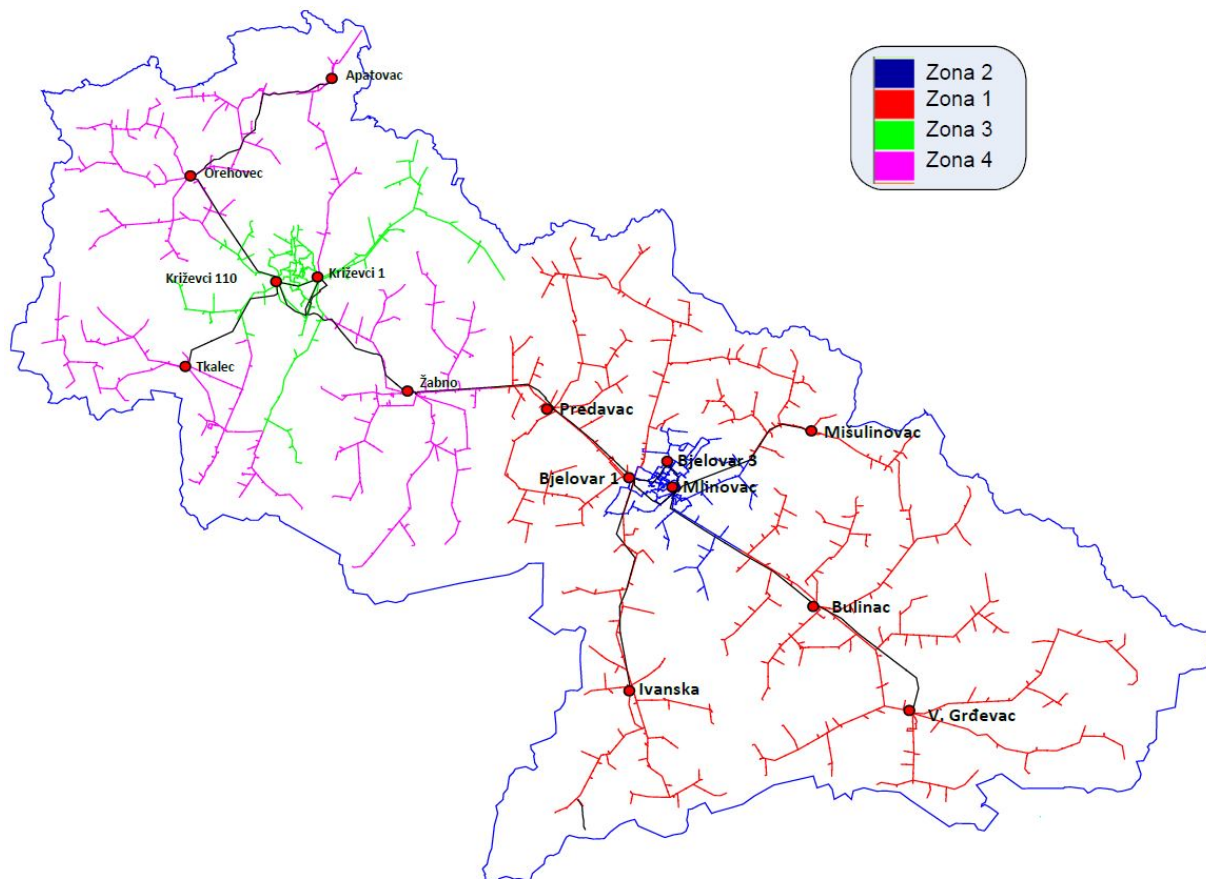 Zona 2
Zona 1
Zona 3
Zona 4
Apatovac
Orehovec
Križevci 110
Križevci 1
Tkalec
Žabno
Predavac
Misulinovac
Bjelovar 3
Bjelovar 1
Mlinovac
Bulinac
Ivanska
V. Grđevac